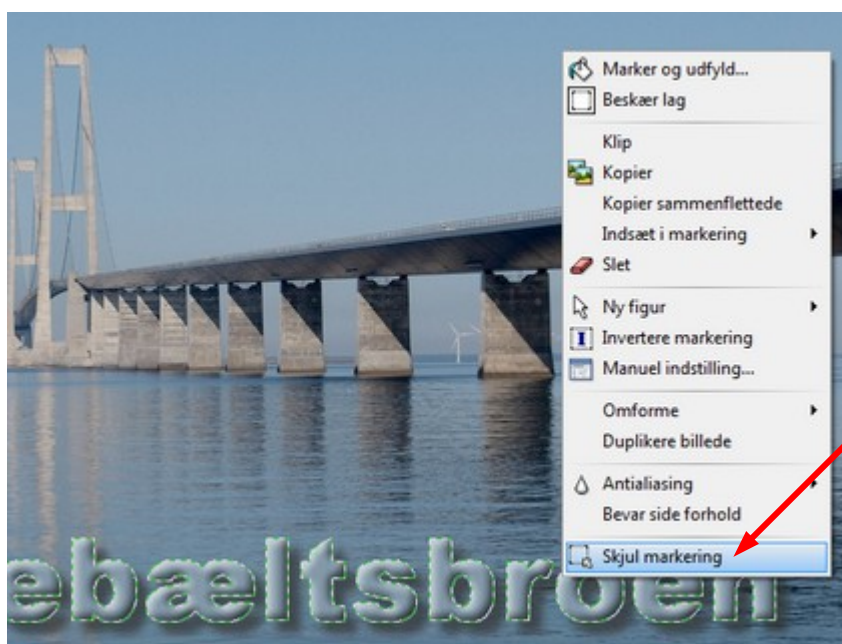 Marker og udfyld...
Beskær lag
Klip
Kopier
Kopier sammenflettede
Indsæt i markering
Slet
Ny figur
Invertere markering
Manuel indstilling...
Omforme
Duplikere billede
Antialiasing
Bevar side forhold
Skjul markering
ebæltsbroen